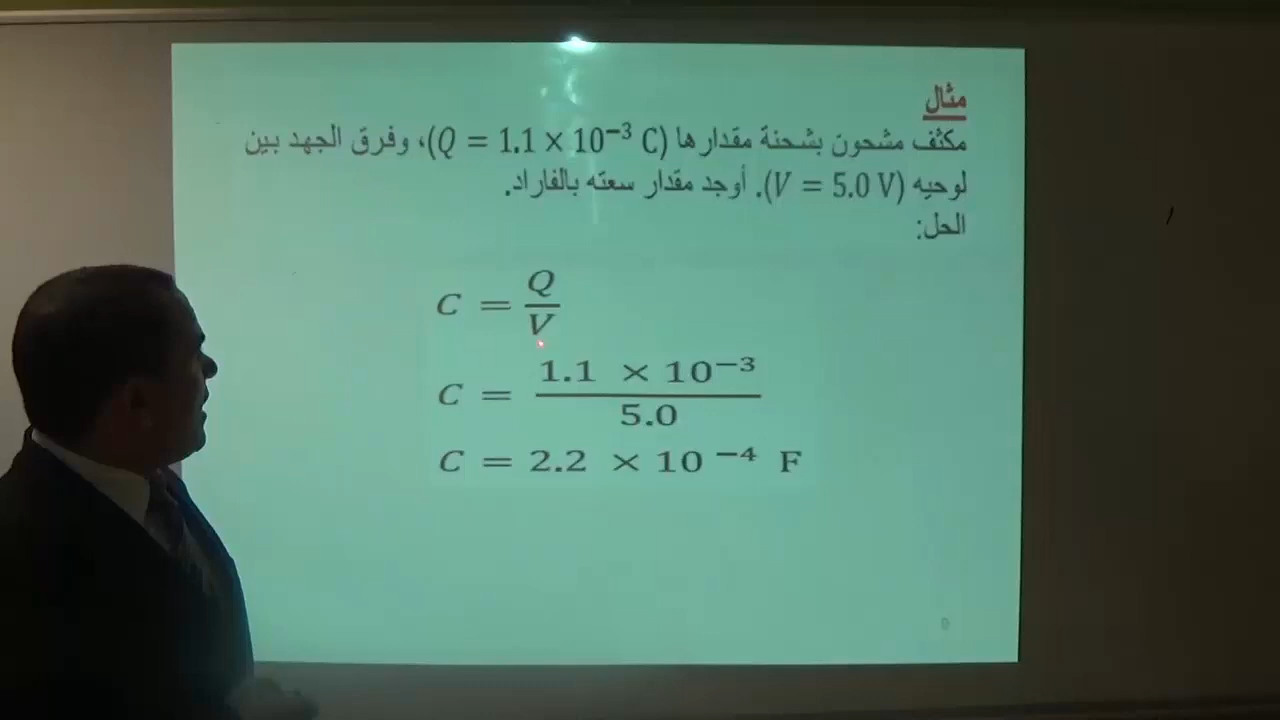 مثال
مكثف مشحون بشحنة مقدارها (Q = 1.1 × 10⁻³ C)، وفرق الجهد بين
لوحيه (V = 5.0 V). أوجد مقدار سعته بالفاراد.
الحل:
C = Q/V
C = 1.1 × 10⁻³ / 5.0
C = 2.2 × 10⁻⁴ F